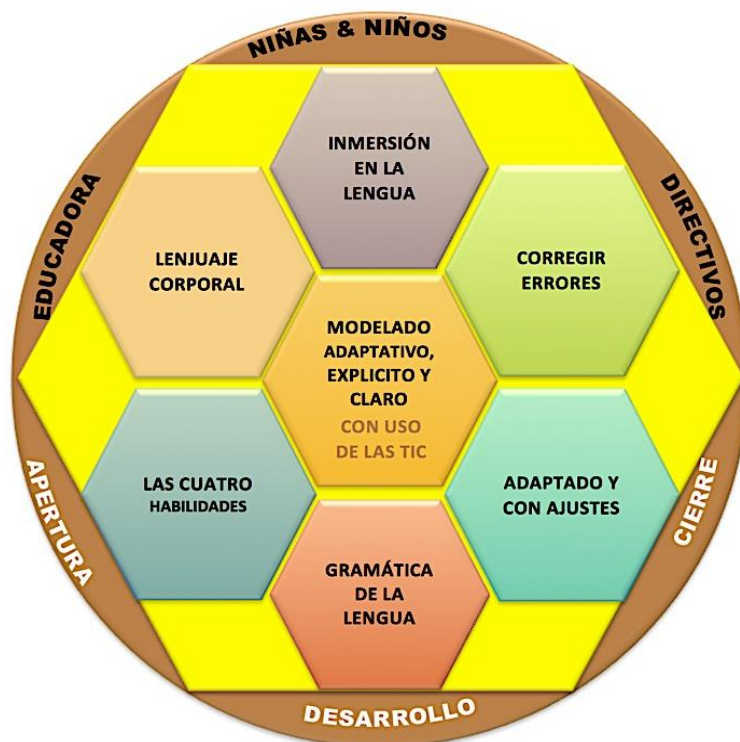 NIÑAS & NIÑOS
EDUCADORA
DIRECTIVOS
INMERSIÓN
EN LA
LENGUA
LENJUAJE
CORPORAL
CORREGIR
ERRORES
MODELADO
ADAPTATIVO,
EXPLICITO Y
CLARO
CON USO
DE LAS TIC
LAS CUATRO
HABILIDADES
ADAPTADO Y
CON AJUSTES
GRAMÁTICA
DE LA
LENGUA
APERTURA
CIERRE
DESARROLLO